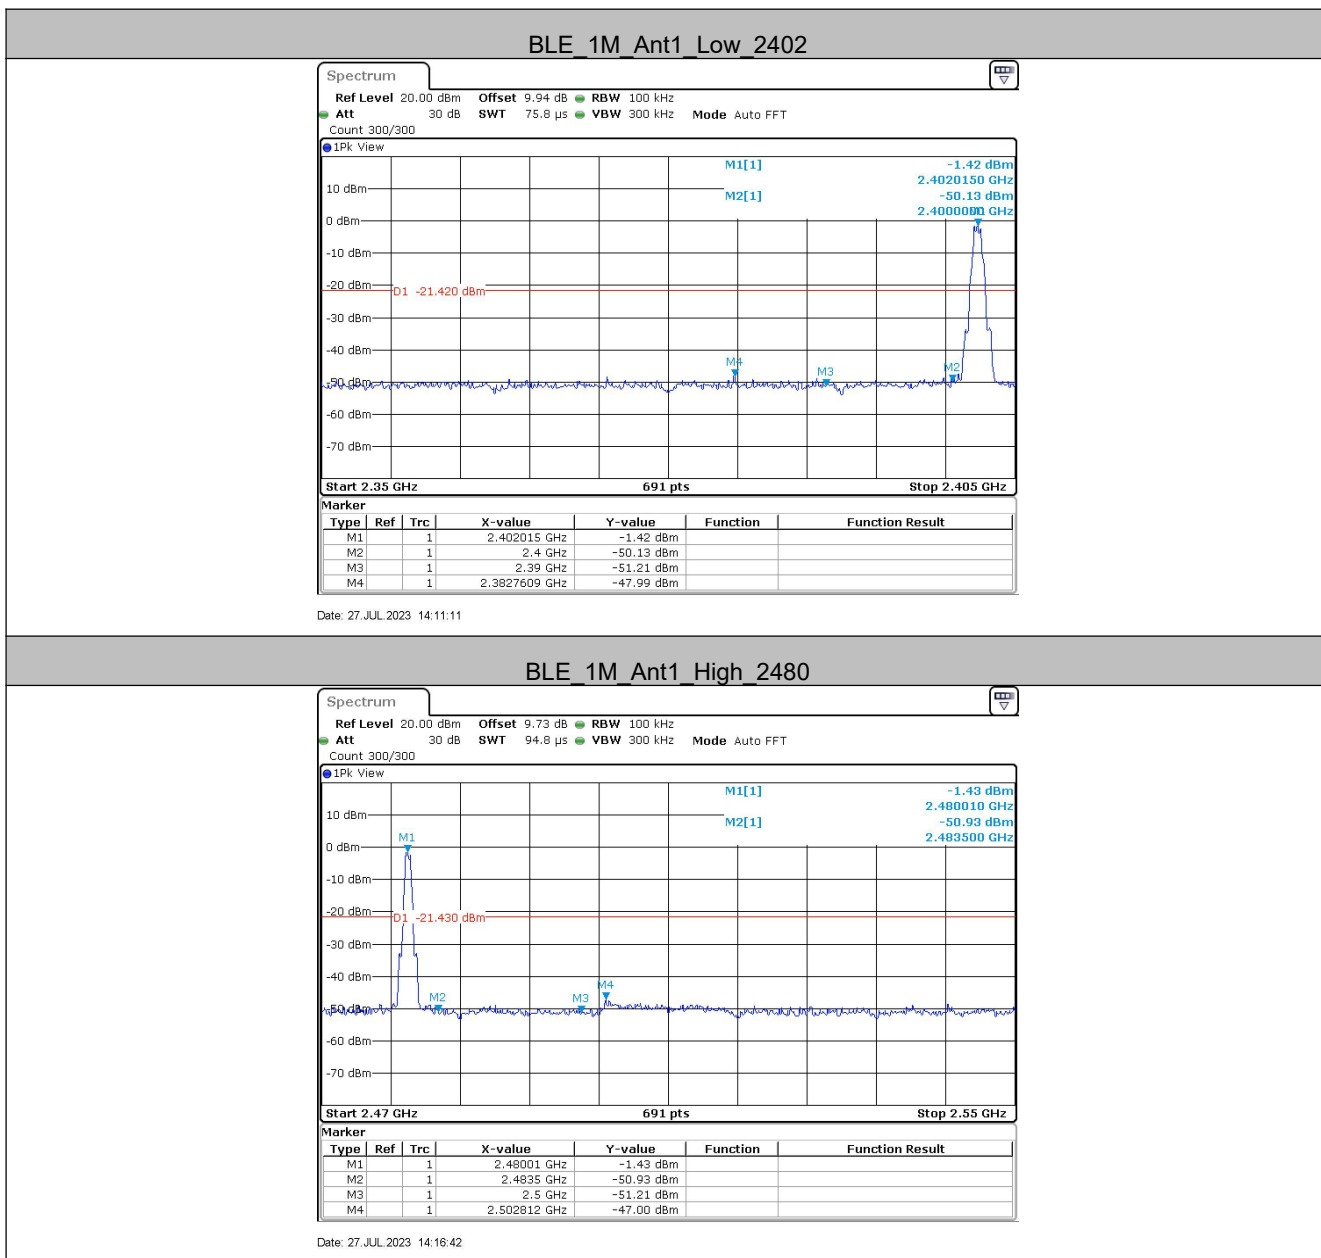 BLE_1M_Ant1_Low_2402
Spectrum
Ref Level 20.00 dBm Offset 9.94 dB RBW 100 kHz
Att 30 dB SWT 75.8 µs VBW 300 kHz Mode Auto FFT
Count 300/300
1Pk View
M1[1] -1.42 dBm
2.4020150 GHz
10 dBm
M2[1] -50.13 dBm
0 dBm
M1
-10 dBm
-20 dBm
D1 -21.420 dBm
-30 dBm
-40 dBm
M4
M3
M2
-50 dBm
-60 dBm
-70 dBm
Start 2.35 GHz 691 pts Stop 2.405 GHz
Marker
Type Ref Trc X-value Y-value Function Function Result
M1 1 2.402015 GHz -1.42 dBm
M2 1 2.4 GHz -50.13 dBm
M3 1 2.39 GHz -51.21 dBm
M4 1 2.3827609 GHz -47.99 dBm
Date: 27.JUL.2023 14:11:11
BLE_1M_Ant1_High_2480
Spectrum
Ref Level 20.00 dBm Offset 9.73 dB RBW 100 kHz
Att 30 dB SWT 94.8 µs VBW 300 kHz Mode Auto FFT
Count 300/300
1Pk View
M1[1] -1.43 dBm
2.480010 GHz
10 dBm
M2[1] -50.93 dBm
2.483500 GHz
M1
0 dBm
-10 dBm
-20 dBm
D1 -21.430 dBm
-30 dBm
-40 dBm
M4
M2
M3
-50 dBm
-60 dBm
-70 dBm
Start 2.47 GHz 691 pts Stop 2.55 GHz
Marker
Type Ref Trc X-value Y-value Function Function Result
M1 1 2.48001 GHz -1.43 dBm
M2 1 2.4835 GHz -50.93 dBm
M3 1 2.5 GHz -51.21 dBm
M4 1 2.502812 GHz -47.00 dBm
Date: 27.JUL.2023 14:16:42